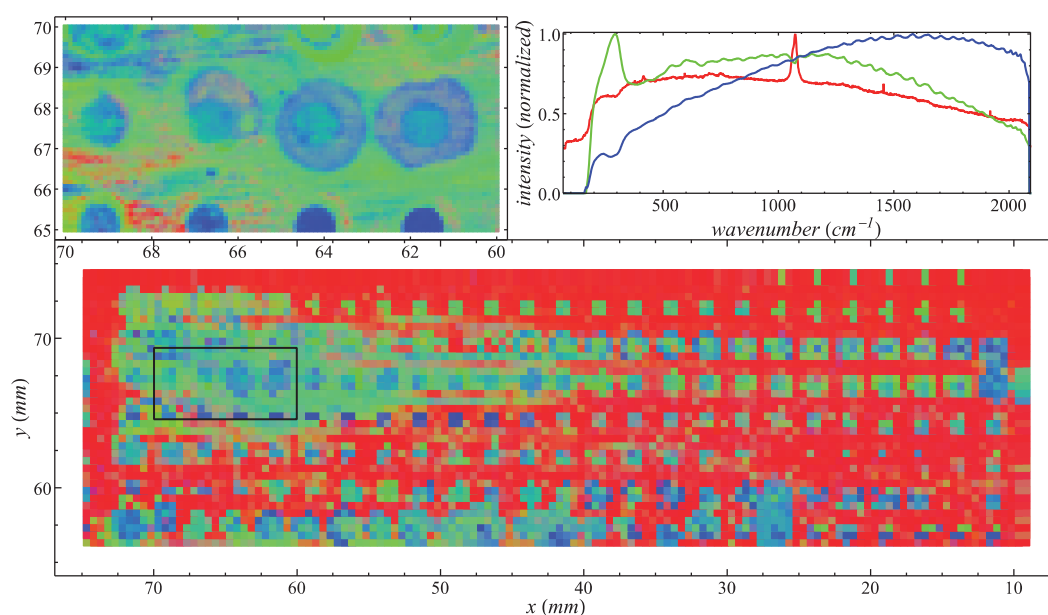 70
69
68
67
66
65
70 68 66 64 62 60
intensity (normalized)
1.0
0.5
0.0
500 1000 1500 2000
wavenumber (cm⁻¹)
y (mm)
70
60
70 60 50 40 30 20 10
x (mm)